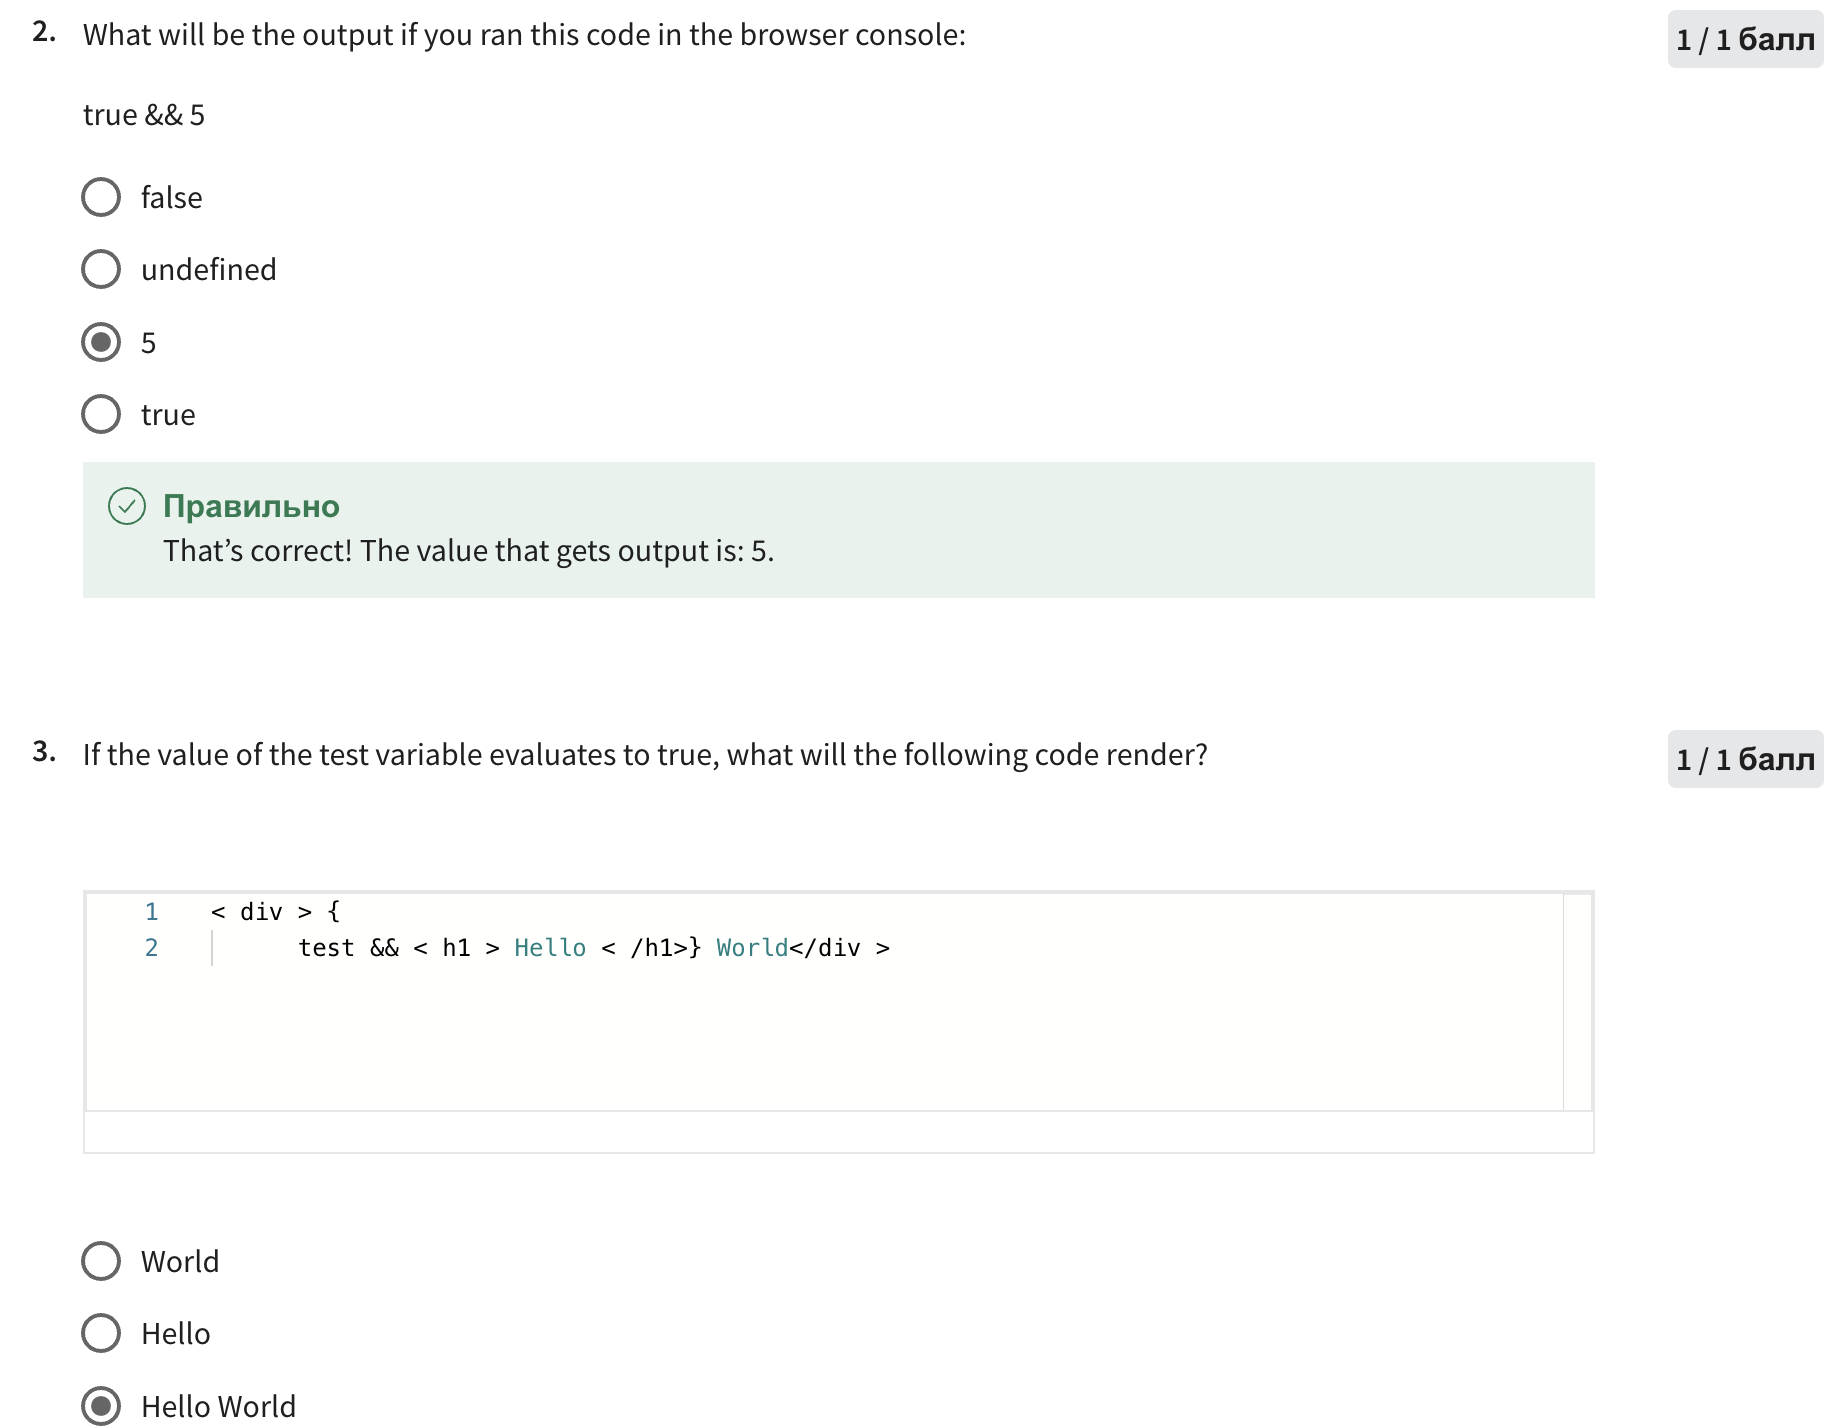 2. What will be the output if you ran this code in the browser console:
1 / 1 балл
true && 5
false
undefined
5
true
Правильно
That’s correct! The value that gets output is: 5.
3. If the value of the test variable evaluates to true, what will the following code render?
1 / 1 балл
1 < div > {
2 test && < h1 > Hello < /h1>} World</div >
World
Hello
Hello World